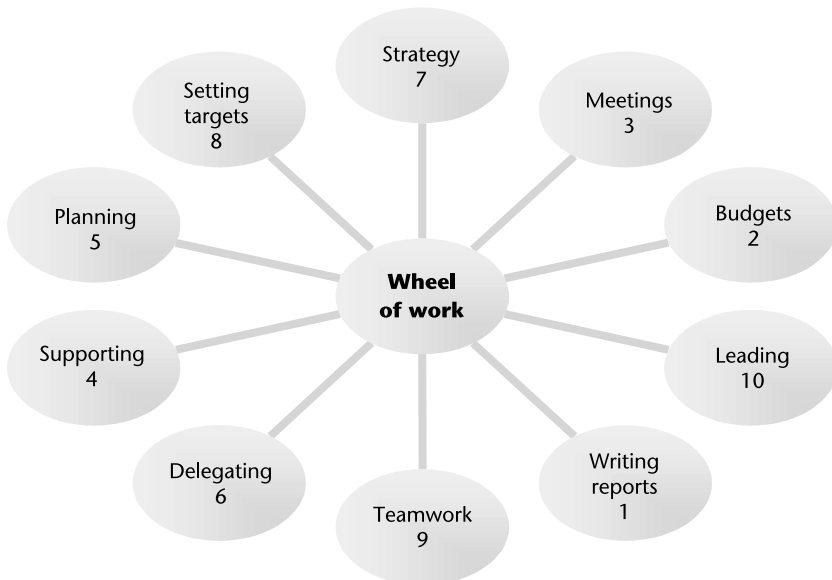 Strategy
7
Meetings
3
Budgets
2
Leading
10
Writing
reports
1
Teamwork
9
Delegating
6
Supporting
4
Planning
5
Setting
targets
8
Wheel
of work